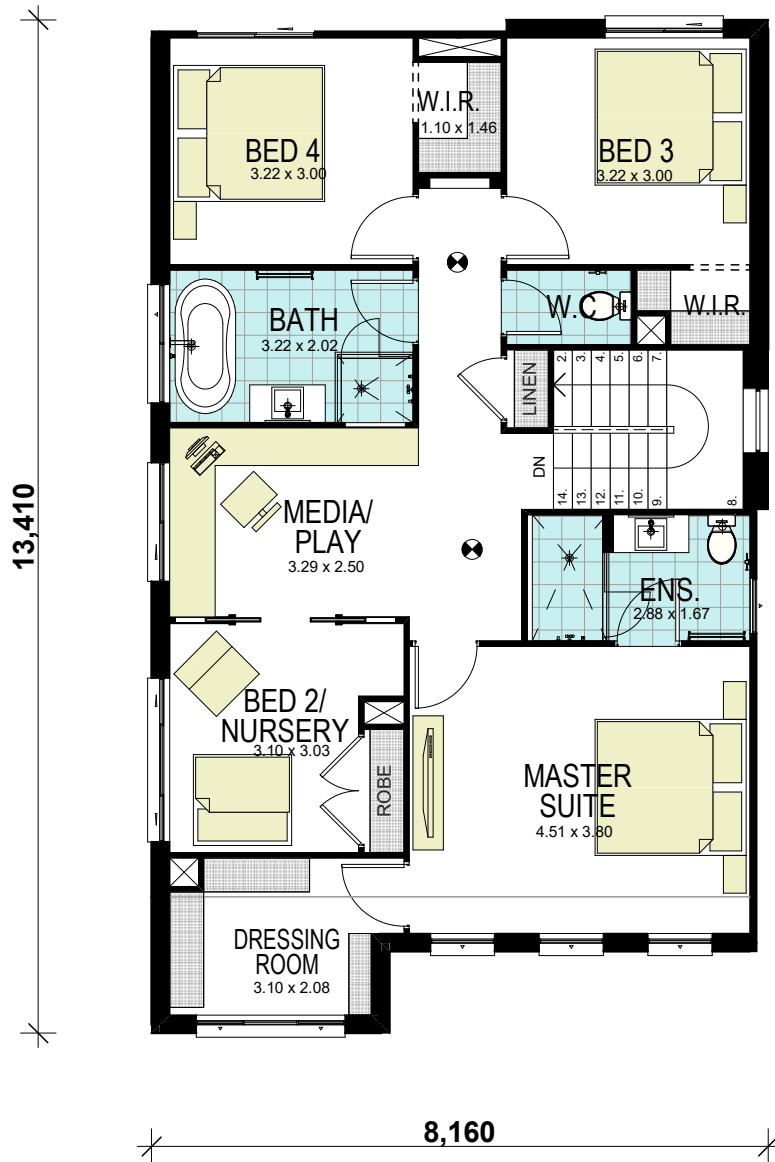 W.I.R.
1.10 x 1.46
BED 4
3.22 x 3.00
BED 3
3.22 x 3.00
BATH
3.22 x 2.02
W.C
W.I.R.
LINEN
2.
3.
4.
5.
6.
7.
DN
14.
13.
12.
11.
10.
9.
8.
13,410
MEDIA/
PLAY
3.29 x 2.50
ENS.
2.88 x 1.67
BED 2/
NURSERY
3.10 x 3.03
ROBE
MASTER
SUITE
4.51 x 3.80
DRESSING
ROOM
3.10 x 2.08
8,160